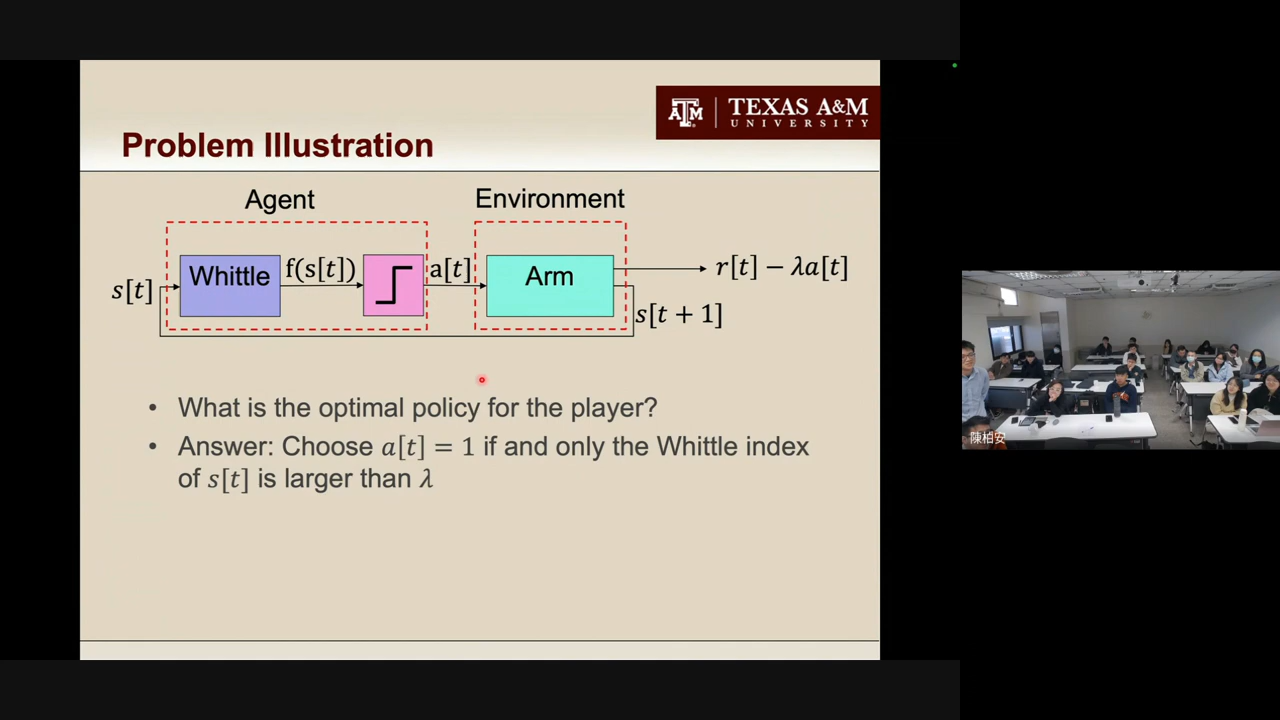 TEXAS A&M
UNIVERSITY
Problem Illustration
Agent
Environment
s[t]
Whittle
f(s[t])
a[t]
Arm
r[t] − λa[t]
s[t + 1]
• What is the optimal policy for the player?
• Answer: Choose a[t] = 1 if and only the Whittle index
of s[t] is larger than λ
陳柏安